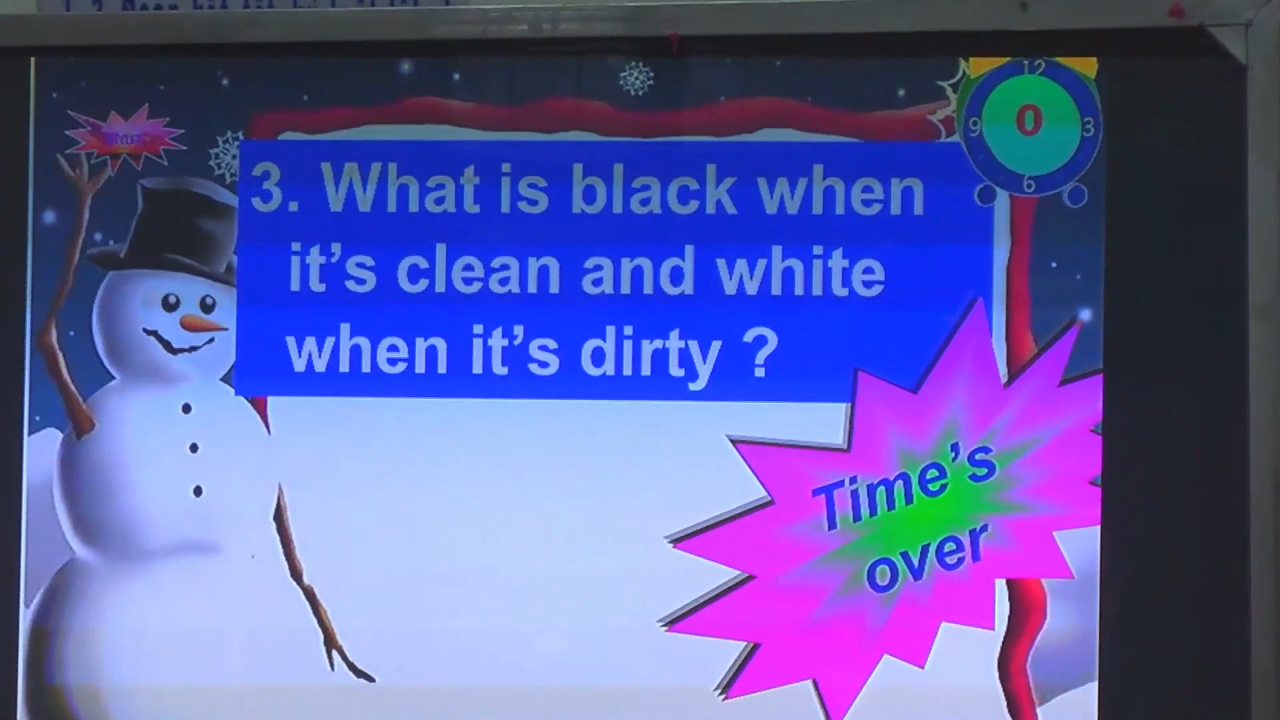 12
9
0
3
6
3. What is black when
it's clean and white
when it's dirty ?
Time's
over